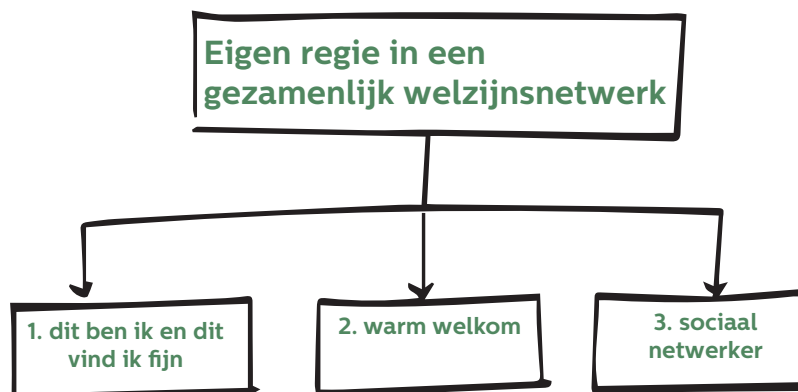 Eigen regie in een
gezamenlijk welzijnsnetwerk
1. dit ben ik en dit
vind ik fijn
2. warm welkom
3. sociaal
netwerker